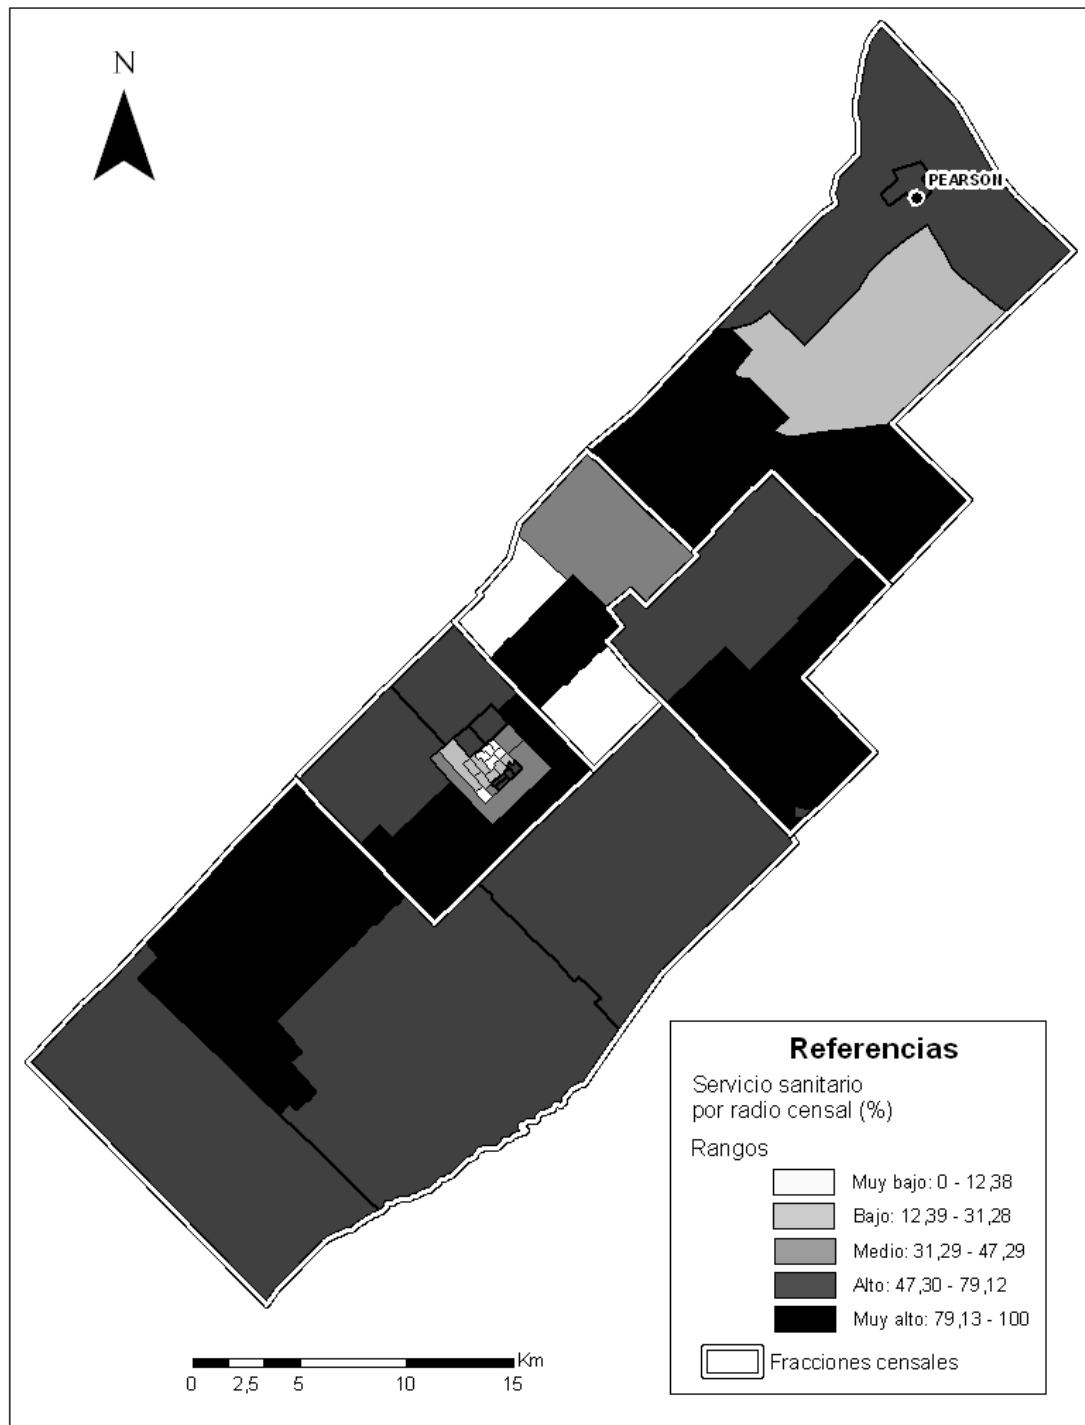 N
PEARSON
Referencias
Servicio sanitario
por radio censal (%)
Rangos
Muy bajo: 0 - 12,38
Bajo: 12,39 - 31,28
Medio: 31,29 - 47,29
Alto: 47,30 - 79,12
Muy alto: 79,13 - 100
Fracciones censales
Km
0 2,5 5 10 15